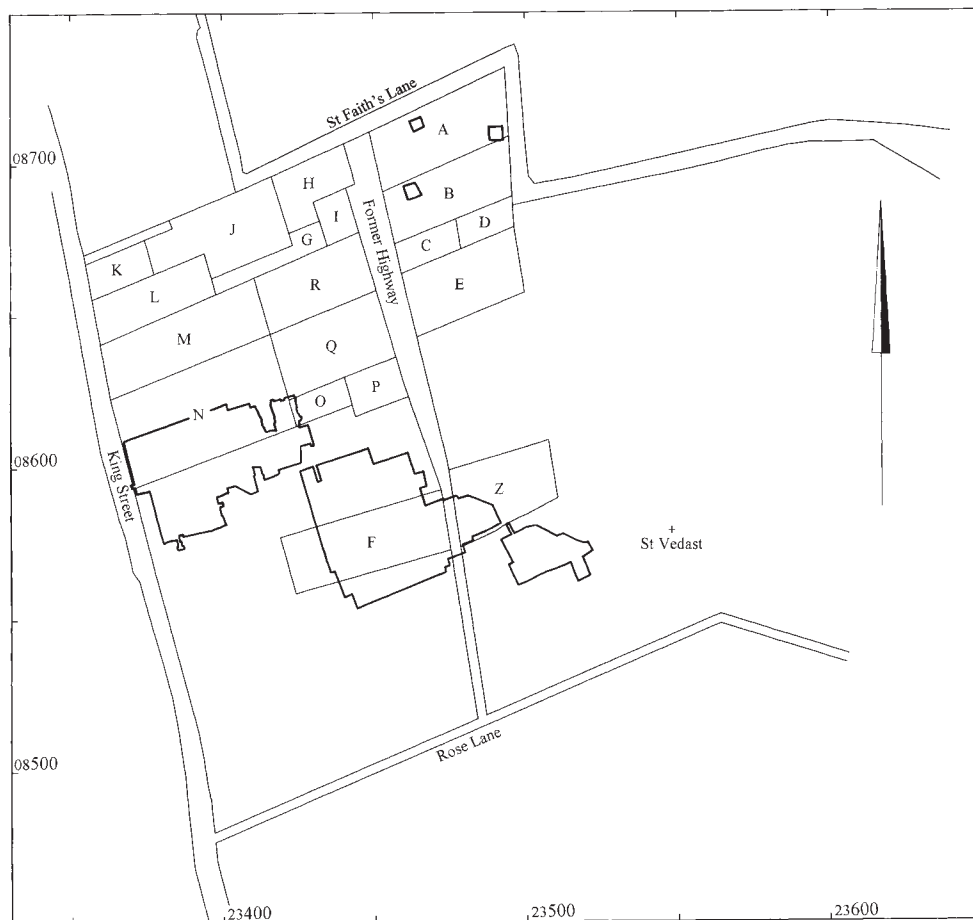 St Faith's Lane
A
08700
H
B
Former Highway
I
J
D
G
C
K
R
E
L
M
Q
P
O
N
08600
King Street
Z
F
+
St Vedast
Rose Lane
08500
23400
23500
23600